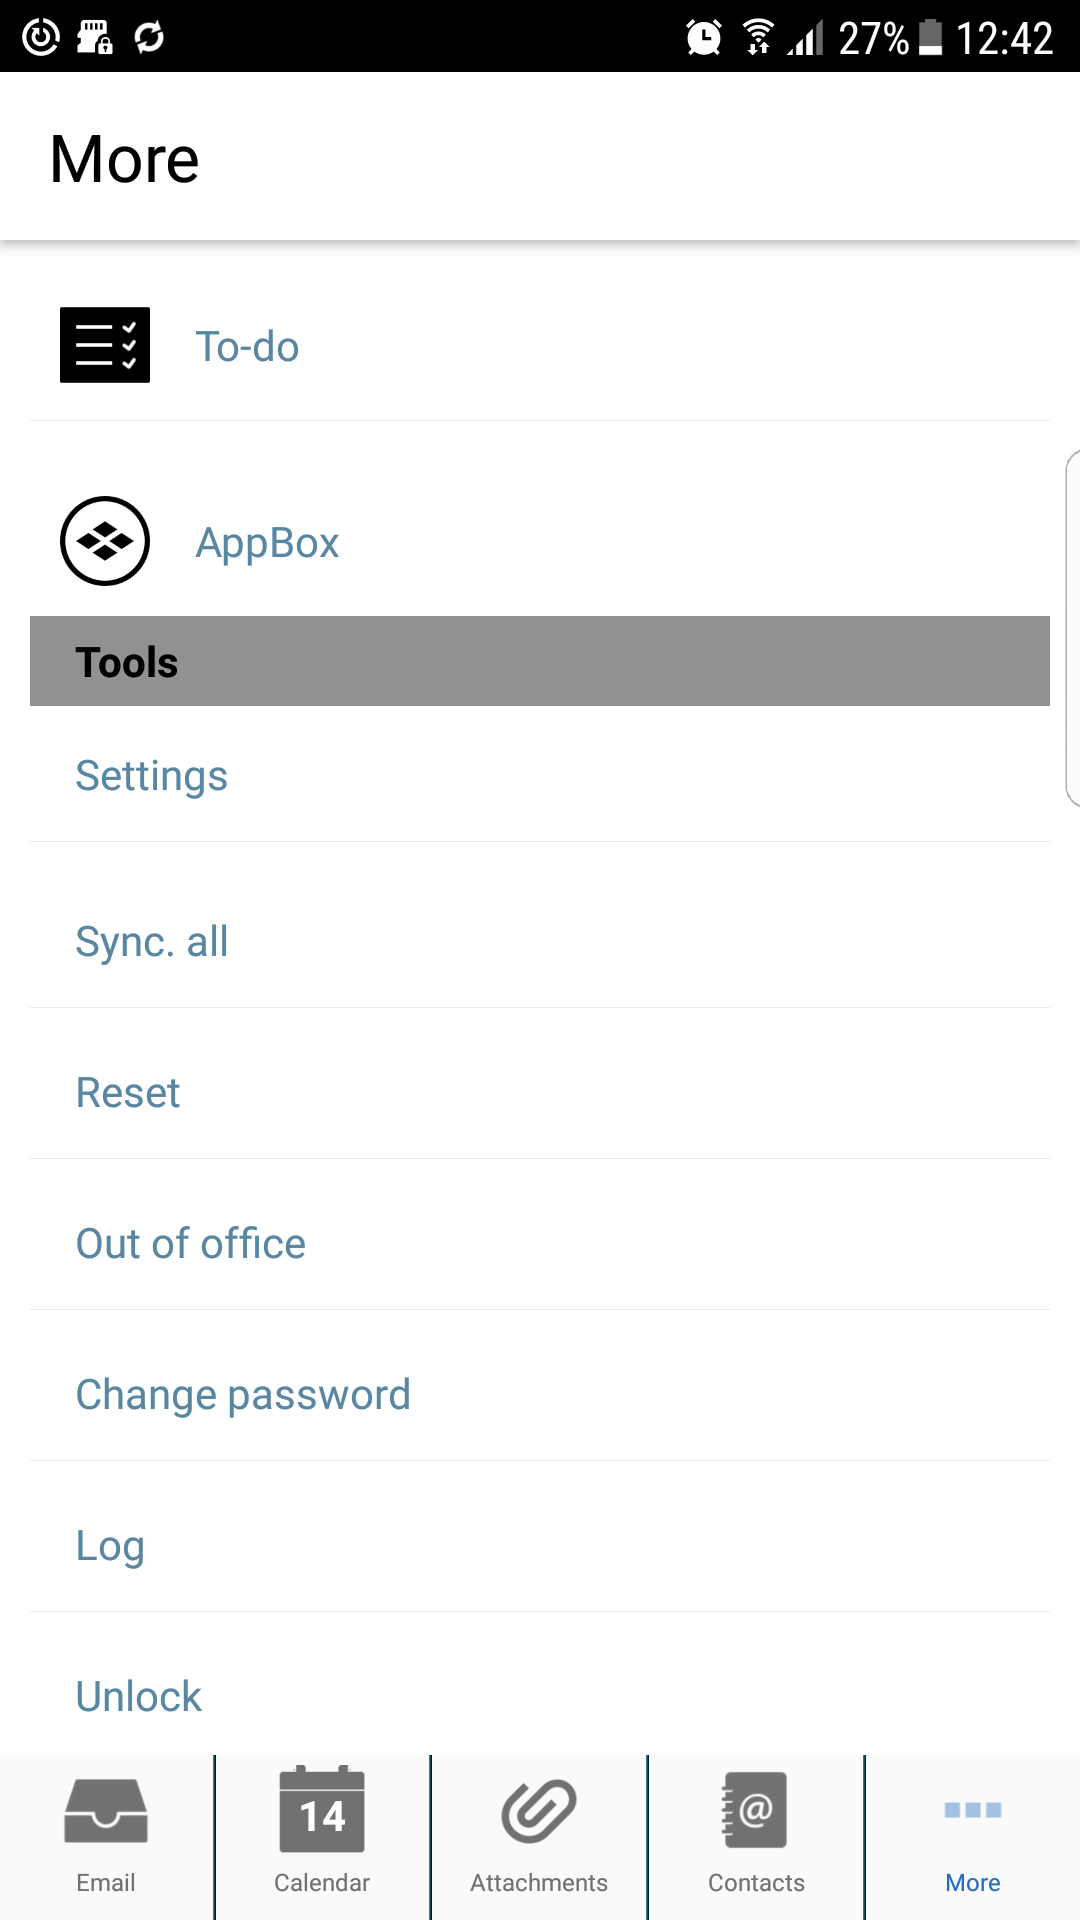 27% 12:42
More
To-do
AppBox
Tools
Settings
Sync. all
Reset
Out of office
Change password
Log
Unlock
14
@
Email Calendar Attachments Contacts More